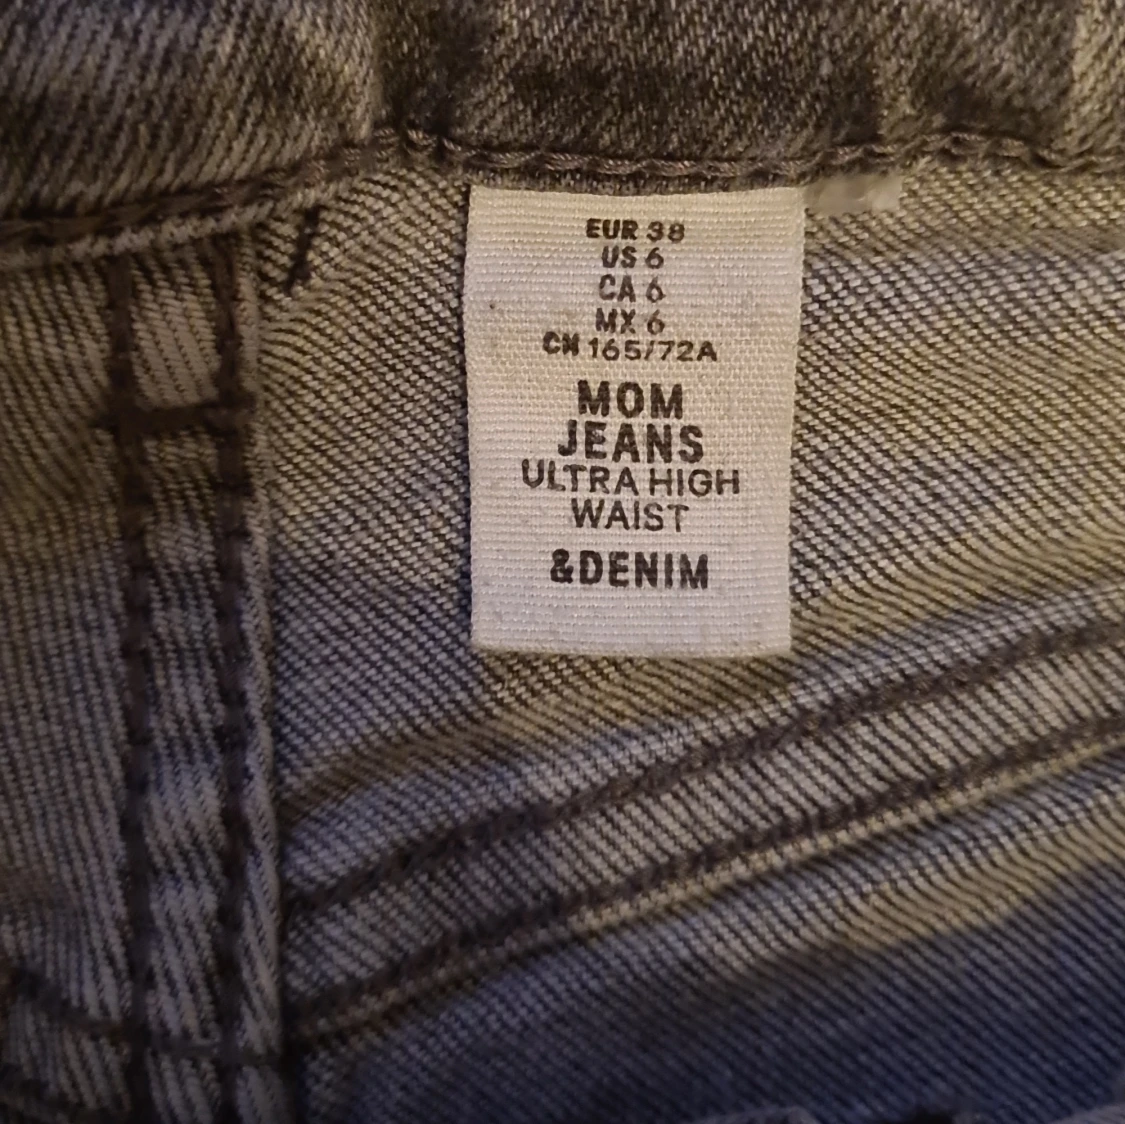 EUR 38
US 6
CA 6
MX 6
CN 165/72A
MOM
JEANS
ULTRA HIGH
WAIST
&DENIM